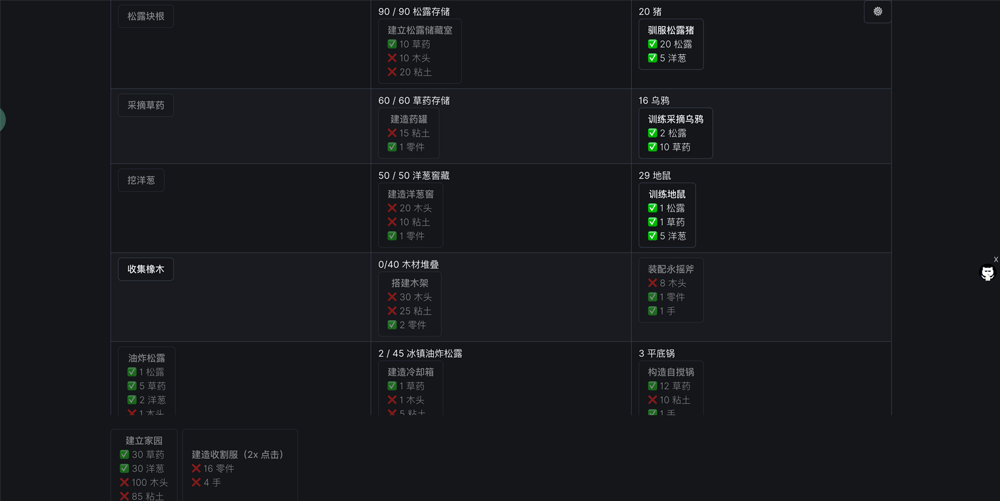 松露块根
90 / 90 松露存储
建立松露储藏室
✅ 10 草药
❌ 10 木头
❌ 20 粘土
20 猪
驯服松露猪
✅ 20 松露
✅ 5 洋葱
采摘草药
60 / 60 草药存储
建造药罐
❌ 15 粘土
✅ 1 零件
16 乌鸦
训练采摘乌鸦
✅ 2 松露
✅ 10 草药
挖洋葱
50 / 50 洋葱窖藏
建造洋葱窖
❌ 20 木头
❌ 10 粘土
✅ 1 零件
29 地鼠
训练地鼠
✅ 1 松露
✅ 1 草药
✅ 5 洋葱
收集橡木
0/40 木材堆叠
搭建木架
❌ 30 木头
❌ 25 粘土
✅ 2 零件
装配永摇斧
❌ 8 木头
✅ 1 零件
✅ 1 手
油炸松露
✅ 1 松露
✅ 5 草药
✅ 2 洋葱
❌ 1 木头
2 / 45 冰镇油炸松露
建造冷却箱
✅ 1 草药
❌ 1 木头
❌ 5 粘土
3 平底锅
构造自搅锅
✅ 12 草药
❌ 10 粘土
✅ 1 手
建立家园
✅ 30 草药
✅ 30 洋葱
❌ 100 木头
❌ 85 粘土
建造收割服（2x 点击）
❌ 16 零件
❌ 4 手
x